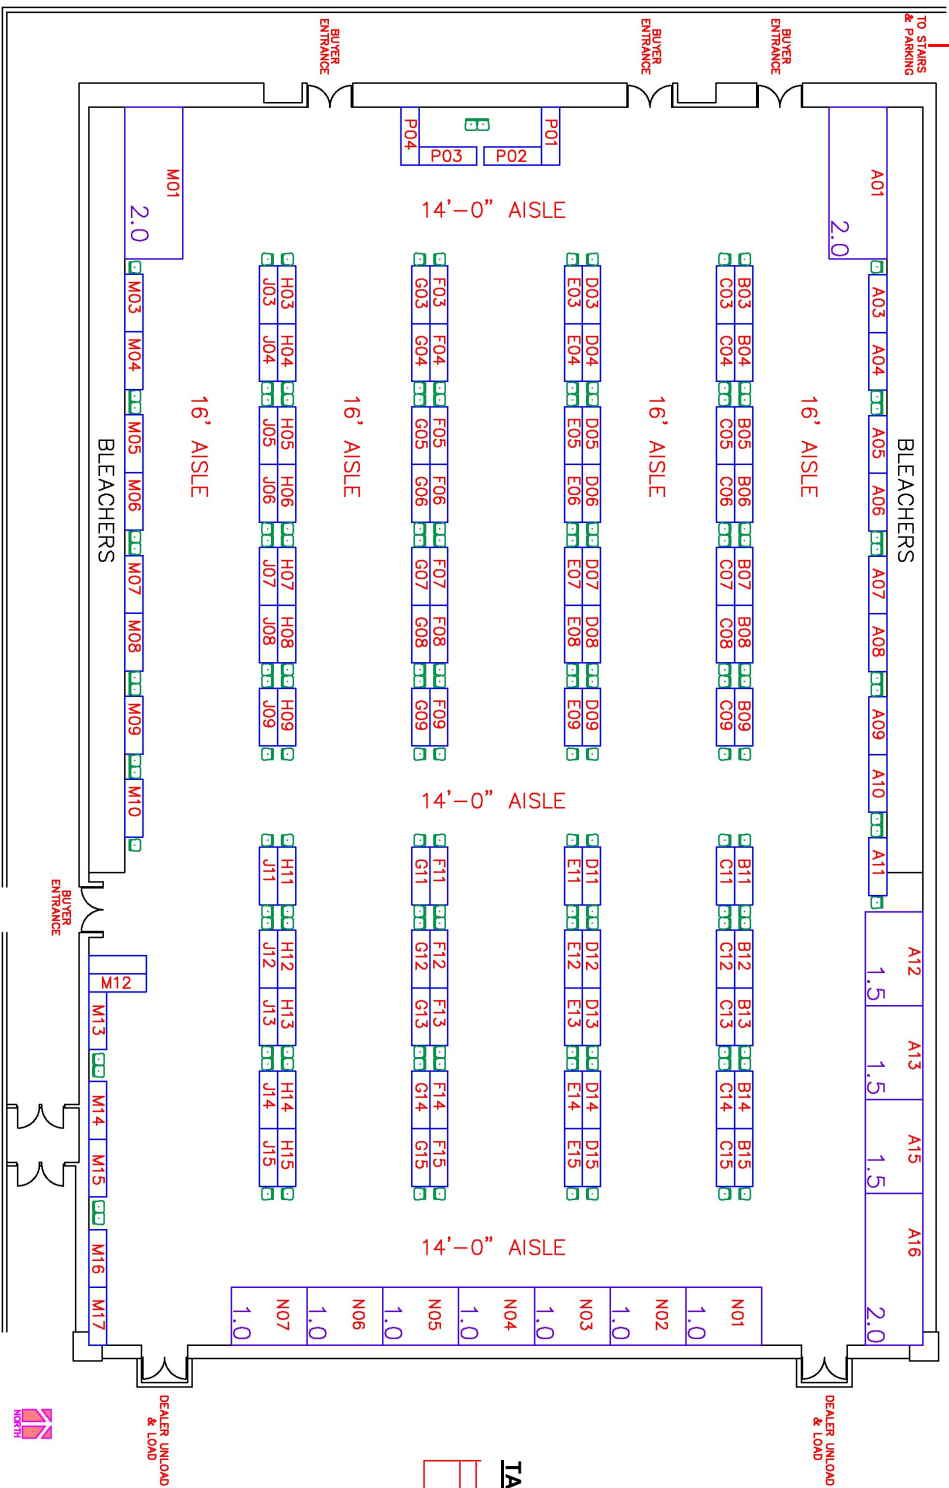 TO STAIRS
& PARKING
A12 A13 A15 A16
BLEACHERS
A01 A03 A04 A05 A06 A07 A08 A09 A10 A11
1.5 1.5 1.5 2.0
2.0
DEALER UNLOAD
& LOAD
16' AISLE
BUYER
ENTRANCE
B03 B04 B05 B06 B07 B08 B09 B11 B12 B13 B14 B15
C03 C04 C05 C06 C07 C08 C09 C11 C12 C13 C14 C15
N01
1.0
16' AISLE
BUYER
ENTRANCE
N02
1.0
D03 D04 D05 D06 D07 D08 D09 D11 D12 D13 D14 D15
E03 E04 E05 E06 E07 E08 E09 E11 E12 E13 E14 E15
N03
1.0
P01
P02
14'-0" AISLE
14'-0" AISLE
14'-0" AISLE
TA
N04
1.0
P03
P04
F03 F04 F05 F06 F07 F08 F09 F11 F12 F13 F14 F15
G03 G04 G05 G06 G07 G08 G09 G11 G12 G13 G14 G15
N05
1.0
16' AISLE
BUYER
ENTRANCE
N06
1.0
H03 H04 H05 H06 H07 H08 H09 H11 H12 H13 H14 H15
J03 J04 J05 J06 J07 J08 J09 J11 J12 J13 J14 J15
N07
1.0
16' AISLE
M01
2.0
M03 M04 M05 M06 M07 M08 M09 M10
DEALER UNLOAD
& LOAD
BLEACHERS
M12
M13 M14 M15 M16 M17
BUYER
ENTRANCE
NORTH